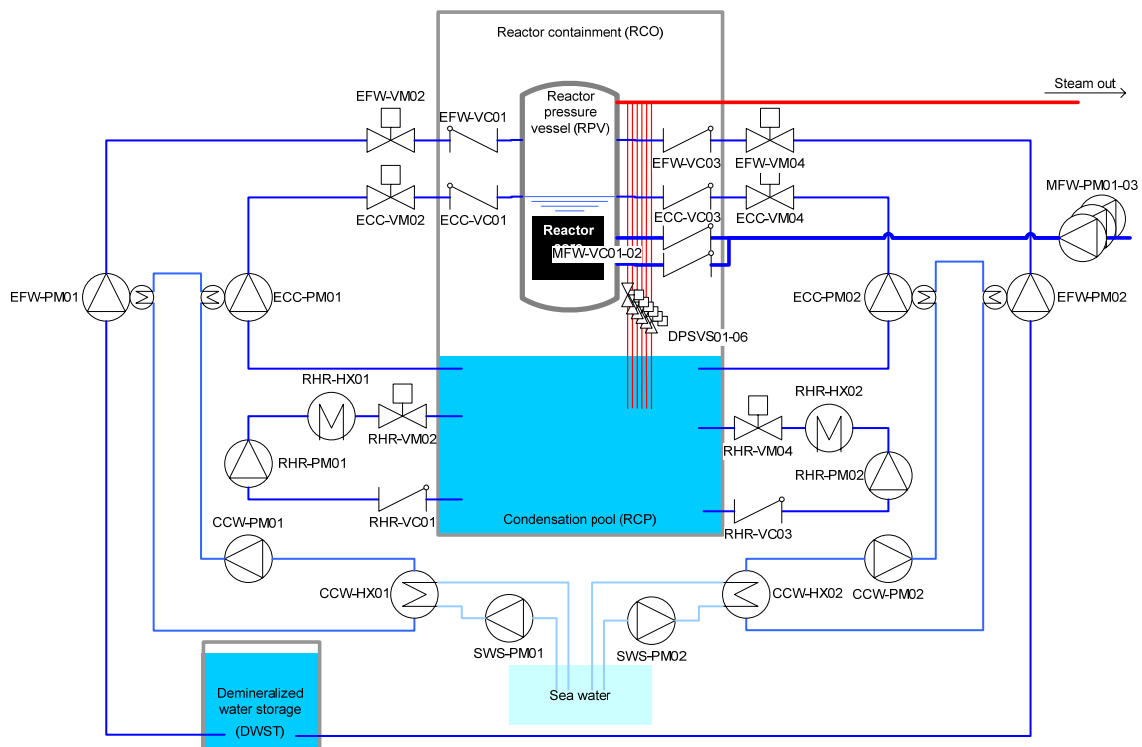 Reactor containment (RCO)
Steam out
EFW-VM02
EFW-VC01
Reactor
pressure
vessel (RPV)
EFW-VC03
EFW-VM04
ECC-VM02
ECC-VC01
ECC-VC03
ECC-VM04
MFW-PM01-03
Reactor
MFW-VC01-02
EFW-PM01
ECC-PM01
ECC-PM02
EFW-PM02
DPSVS01-06
RHR-HX01
RHR-HX02
RHR-VM02
RHR-VM04
RHR-PM01
RHR-PM02
RHR-VC01
Condensation pool (RCP)
RHR-VC03
CCW-PM01
CCW-HX01
CCW-HX02
CCW-PM02
SWS-PM01
SWS-PM02
Demineralized
water storage
(DWST)
Sea water